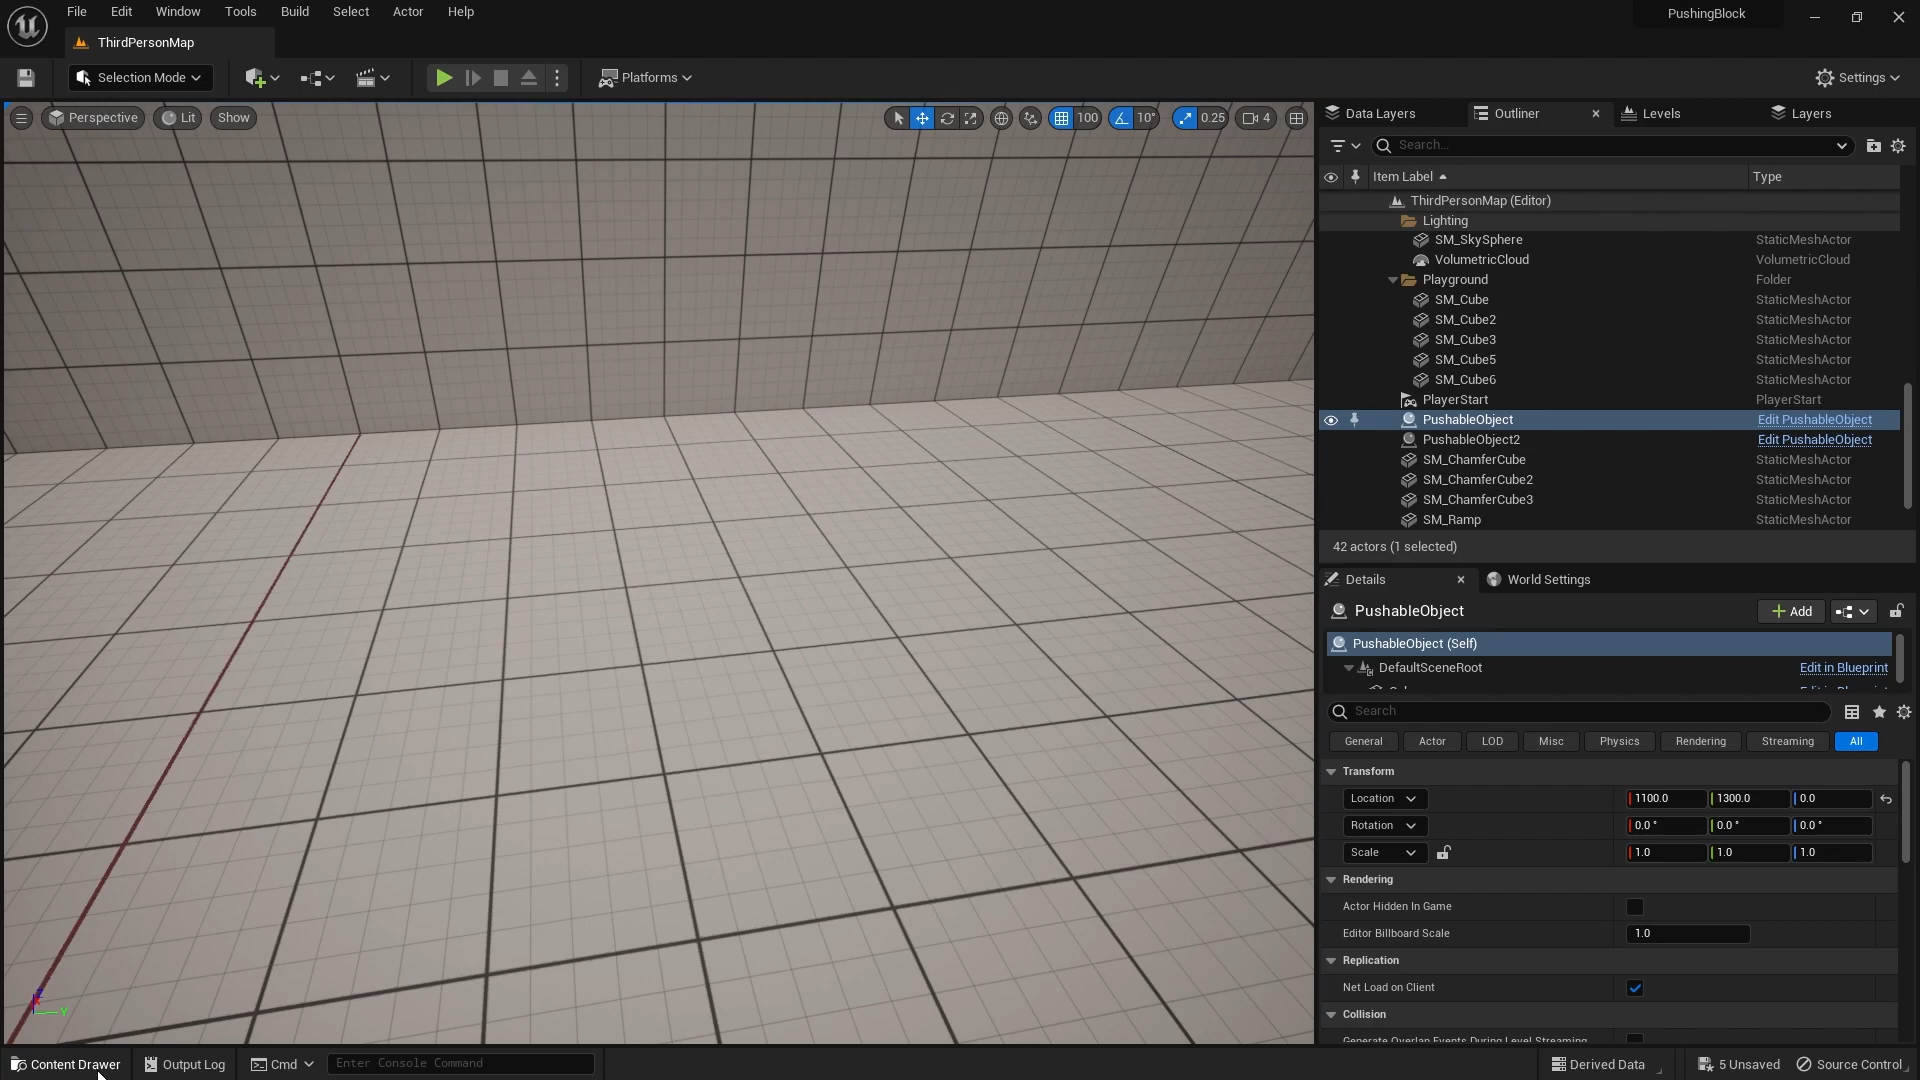 File Edit Window Tools Build Select Actor Help
PushingBlock
ThirdPersonMap
Selection Mode
Platforms
Settings
Perspective Lit Show
100 10° 0.25 4
Data Layers Outliner Levels Layers
Search...
Item Label Type
ThirdPersonMap (Editor)
Lighting
SM_SkySphere StaticMeshActor
VolumetricCloud VolumetricCloud
Playground Folder
SM_Cube StaticMeshActor
SM_Cube2 StaticMeshActor
SM_Cube3 StaticMeshActor
SM_Cube5 StaticMeshActor
SM_Cube6 StaticMeshActor
PlayerStart PlayerStart
PushableObject Edit PushableObject
PushableObject2 Edit PushableObject
SM_ChamferCube StaticMeshActor
SM_ChamferCube2 StaticMeshActor
SM_ChamferCube3 StaticMeshActor
SM_Ramp StaticMeshActor
42 actors (1 selected)
Details World Settings
PushableObject Add
PushableObject (Self)
DefaultSceneRoot Edit in Blueprint
Search
General Actor LOD Misc Physics Rendering Streaming All
Transform
Location 1100.0 1300.0 0.0
Rotation 0.0° 0.0° 0.0°
Scale 1.0 1.0 1.0
Rendering
Actor Hidden In Game
Editor Billboard Scale 1.0
Replication
Net Load on Client
Collision
Generate Overlap Events During Level Streaming
Z
Y
Content Drawer Output Log Cmd Enter Console Command Derived Data 5 Unsaved Source Control